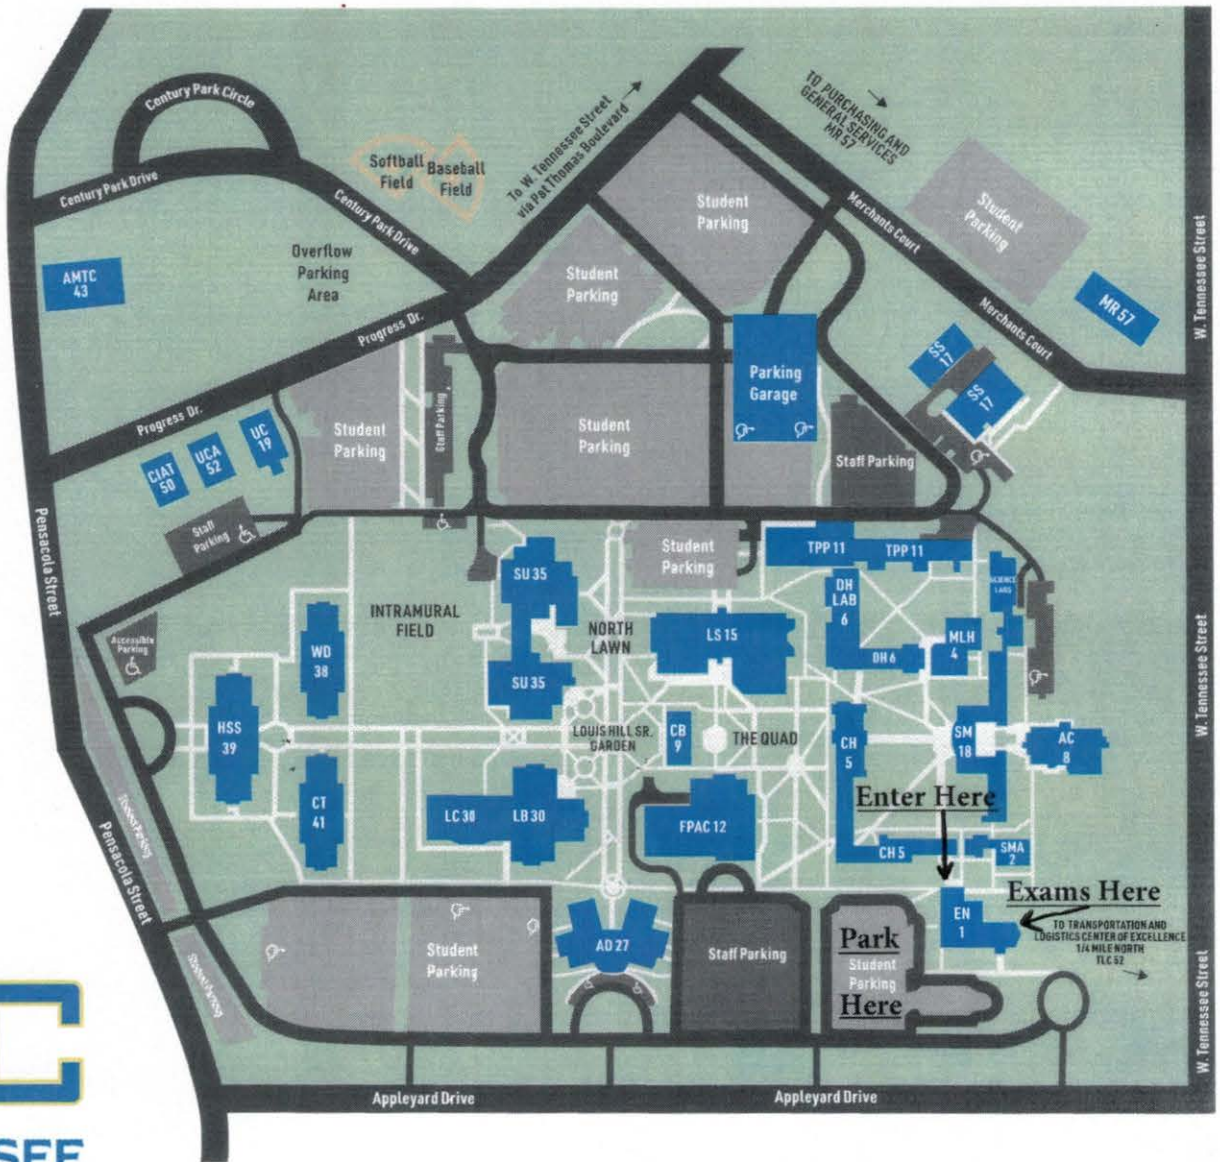 Century Park Circle
Century Park Drive
Softball
Field
Baseball
Field
Century Park Drive
To W. Tennessee Street
via Pat Thomas Boulevard
TO PURCHASING AND
GENERAL SERVICES
MR 57
Student
Parking
Student
Parking
Merchants Court
W. Tennessee Street
AMTC
43
Overflow
Parking
Area
Student
Parking
MR 57
Merchants Court
Progress Dr.
SS
17
SS
17
Parking
Garage
Progress Dr.
Student
Parking
Staff Parking
Student
Parking
Staff Parking
UC
19
UCA
52
CIAT
50
Staff
Parking
Pensacola Street
Student
Parking
TPP 11
TPP 11
SU 35
DH
LAB
6
SCIENCE
LABS
INTRAMURAL
FIELD
NORTH
LAWN
LS 15
MLH
4
Accessible
Parking
WD
38
DH 6
SU 35
W. Tennessee Street
HSS
39
LOUIS HILL SR.
GARDEN
CB
9
THE QUAD
CH
5
SM
18
AC
8
Enter Here
CT
41
LC 30
LB 30
FPAC 12
CH 5
SMA
2
Pensacola Street
Exams Here
EN
1
TO TRANSPORTATION AND
LOGISTICS CENTER OF EXCELLENCE
1/4 MILE NORTH
TLC 52
Student
Parking
AD 27
Staff Parking
Park
Student
Parking
Here
W. Tennessee Street
Appleyard Drive
Appleyard Drive
SEE